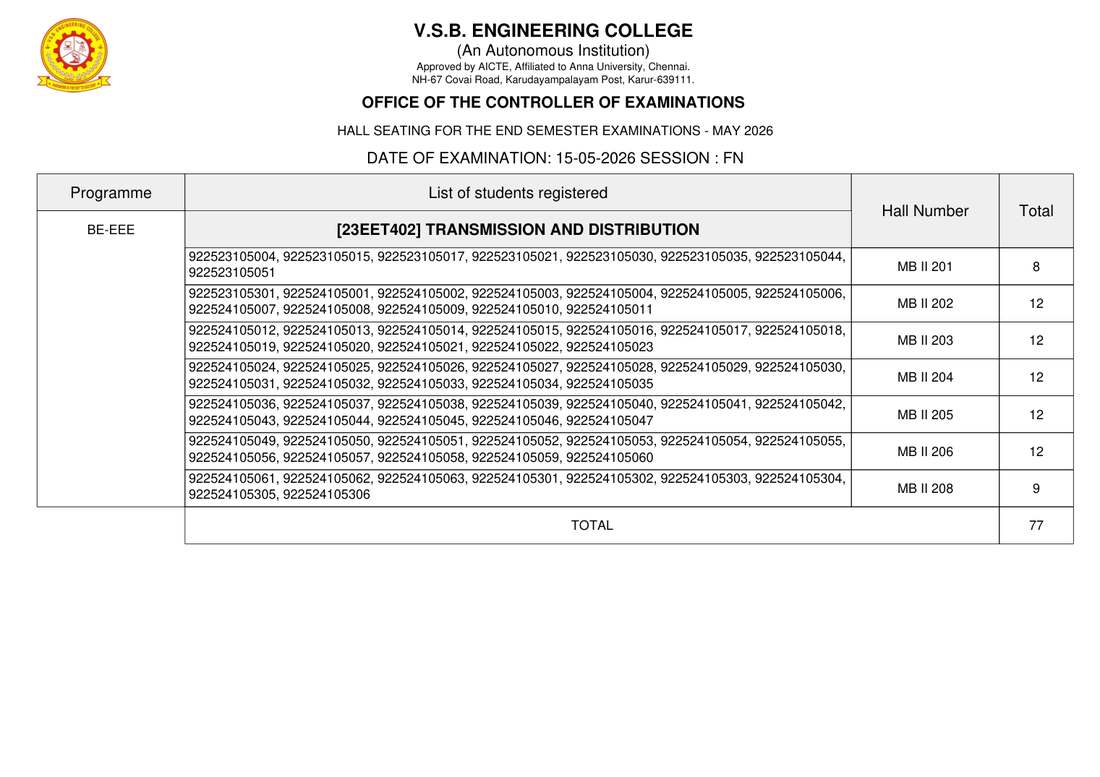 V.S.B. ENGINEERING COLLEGE
(An Autonomous Institution)
Approved by AICTE, Affiliated to Anna University, Chennai.
NH-67 Covai Road, Karudayampalayam Post, Karur-639111.
OFFICE OF THE CONTROLLER OF EXAMINATIONS
HALL SEATING FOR THE END SEMESTER EXAMINATIONS - MAY 2026
DATE OF EXAMINATION: 15-05-2026 SESSION : FN
Programme List of students registered Hall Number Total
BE-EEE [23EET402] TRANSMISSION AND DISTRIBUTION
922523105004, 922523105015, 922523105017, 922523105021, 922523105030, 922523105035, 922523105044,
922523105051
MB II 201 8
922523105301, 922524105001, 922524105002, 922524105003, 922524105004, 922524105005, 922524105006,
922524105007, 922524105008, 922524105009, 922524105010, 922524105011
MB II 202 12
922524105012, 922524105013, 922524105014, 922524105015, 922524105016, 922524105017, 922524105018,
922524105019, 922524105020, 922524105021, 922524105022, 922524105023
MB II 203 12
922524105024, 922524105025, 922524105026, 922524105027, 922524105028, 922524105029, 922524105030,
922524105031, 922524105032, 922524105033, 922524105034, 922524105035
MB II 204 12
922524105036, 922524105037, 922524105038, 922524105039, 922524105040, 922524105041, 922524105042,
922524105043, 922524105044, 922524105045, 922524105046, 922524105047
MB II 205 12
922524105049, 922524105050, 922524105051, 922524105052, 922524105053, 922524105054, 922524105055,
922524105056, 922524105057, 922524105058, 922524105059, 922524105060
MB II 206 12
922524105061, 922524105062, 922524105063, 922524105301, 922524105302, 922524105303, 922524105304,
922524105305, 922524105306
MB II 208 9
TOTAL 77